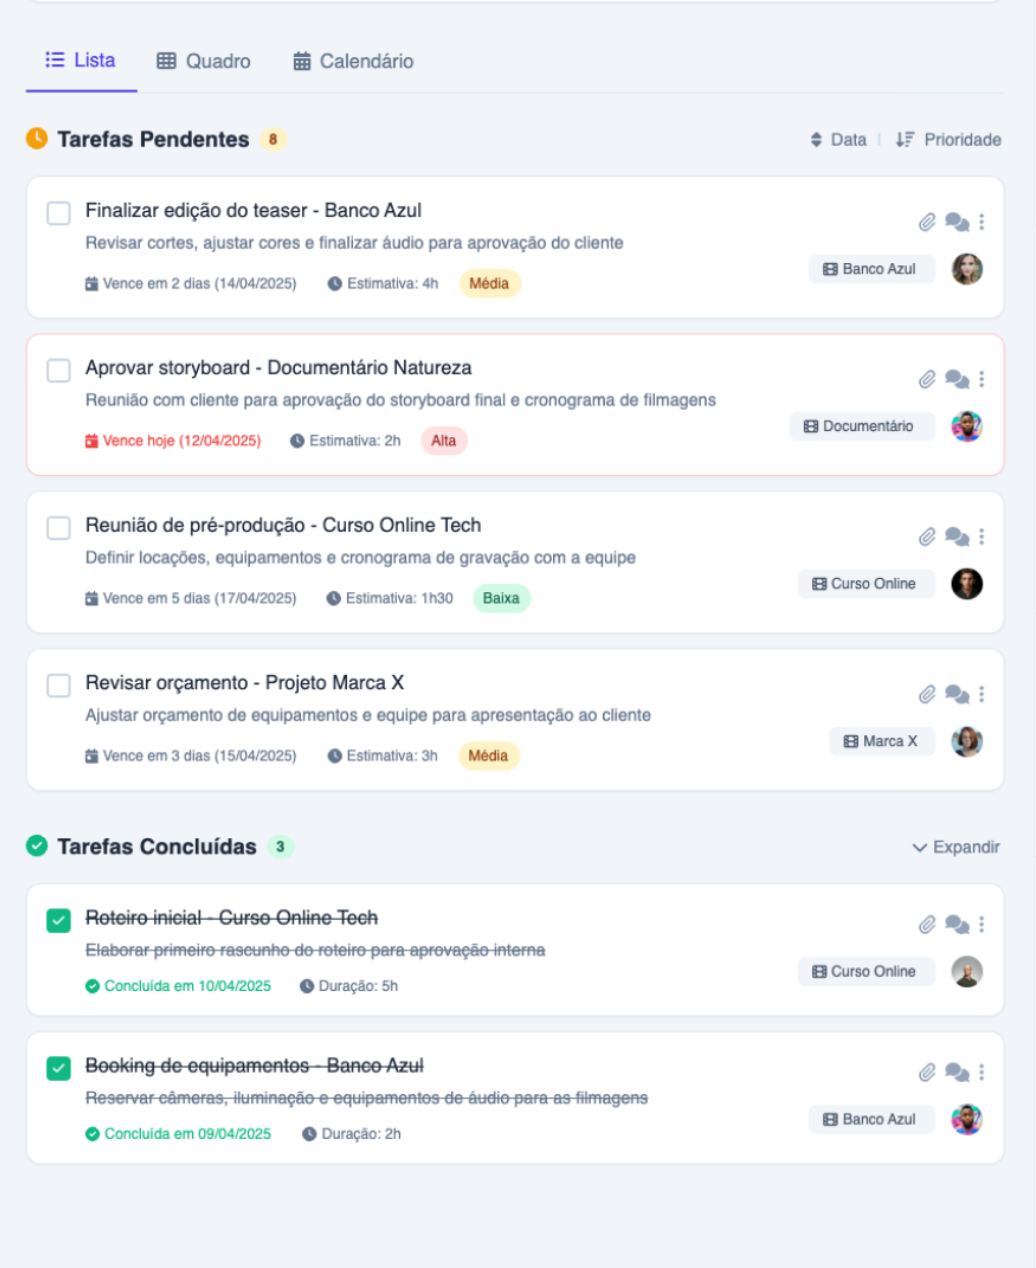 Lista Quadro Calendário
Tarefas Pendentes 8 Data Prioridade
Finalizar edição do teaser - Banco Azul
Revisar cortes, ajustar cores e finalizar áudio para aprovação do cliente
Banco Azul
Vence em 2 dias (14/04/2025) Estimativa: 4h Média
Aprovar storyboard - Documentário Natureza
Reunião com cliente para aprovação do storyboard final e cronograma de filmagens
Documentário
Vence hoje (12/04/2025) Estimativa: 2h Alta
Reunião de pré-produção - Curso Online Tech
Definir locações, equipamentos e cronograma de gravação com a equipe
Curso Online
Vence em 5 dias (17/04/2025) Estimativa: 1h30 Baixa
Revisar orçamento - Projeto Marca X
Ajustar orçamento de equipamentos e equipe para apresentação ao cliente
Marca X
Vence em 3 dias (15/04/2025) Estimativa: 3h Média
Tarefas Concluídas 3 Expandir
Roteiro inicial - Curso Online Tech
Elaborar primeiro rascunho do roteiro para aprovação interna
Curso Online
Concluída em 10/04/2025 Duração: 5h
Booking de equipamentos - Banco Azul
Reservar câmeras, iluminação e equipamentos de áudio para as filmagens
Banco Azul
Concluída em 09/04/2025 Duração: 2h